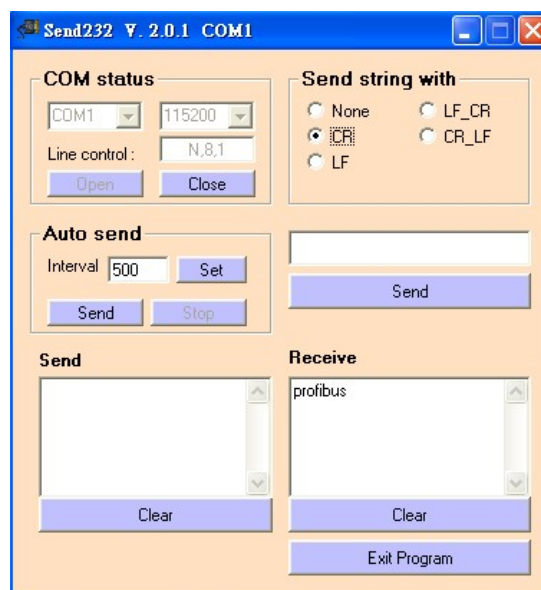 Send232 V. 2.0.1 COM1
COM status
COM1 115200
Line control : N,8,1
Open Close
Send string with
None LF_CR
CR CR_LF
LF
Auto send
Interval 500 Set
Send Stop
Send
Send
Clear
Receive
profibus
Clear
Exit Program